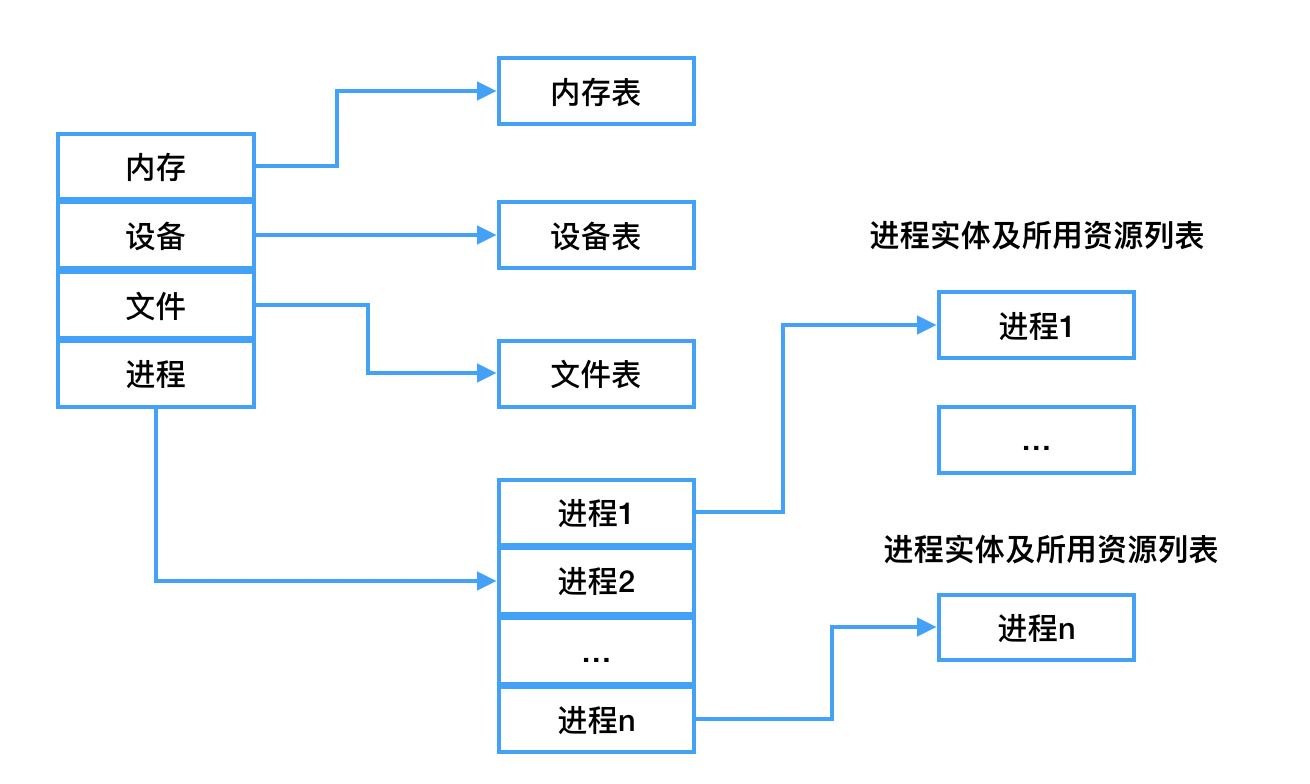 内存表
内存
设备
文件
进程
设备表
文件表
进程1
进程2
...
进程n
进程实体及所用资源列表
进程1
...
进程实体及所用资源列表
进程n